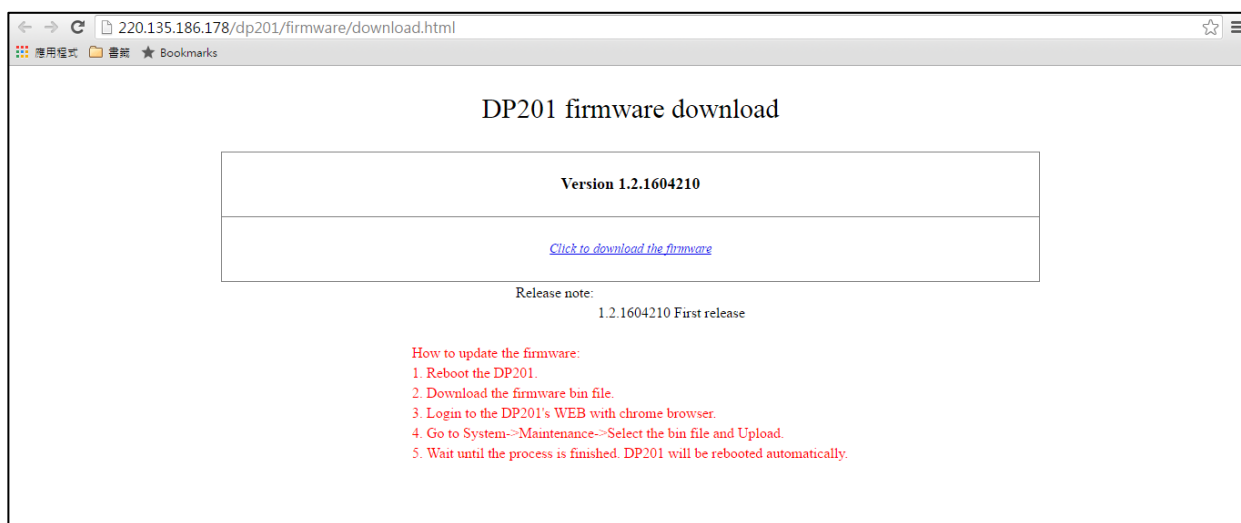 220.135.186.178/dp201/firmware/download.html
應用程式 書籤 Bookmarks
DP201 firmware download
Version 1.2.1604210
Click to download the firmware
Release note:
1.2.1604210 First release
How to update the firmware:
1. Reboot the DP201.
2. Download the firmware bin file.
3. Login to the DP201's WEB with chrome browser.
4. Go to System->Maintenance->Select the bin file and Upload.
5. Wait until the process is finished. DP201 will be rebooted automatically.